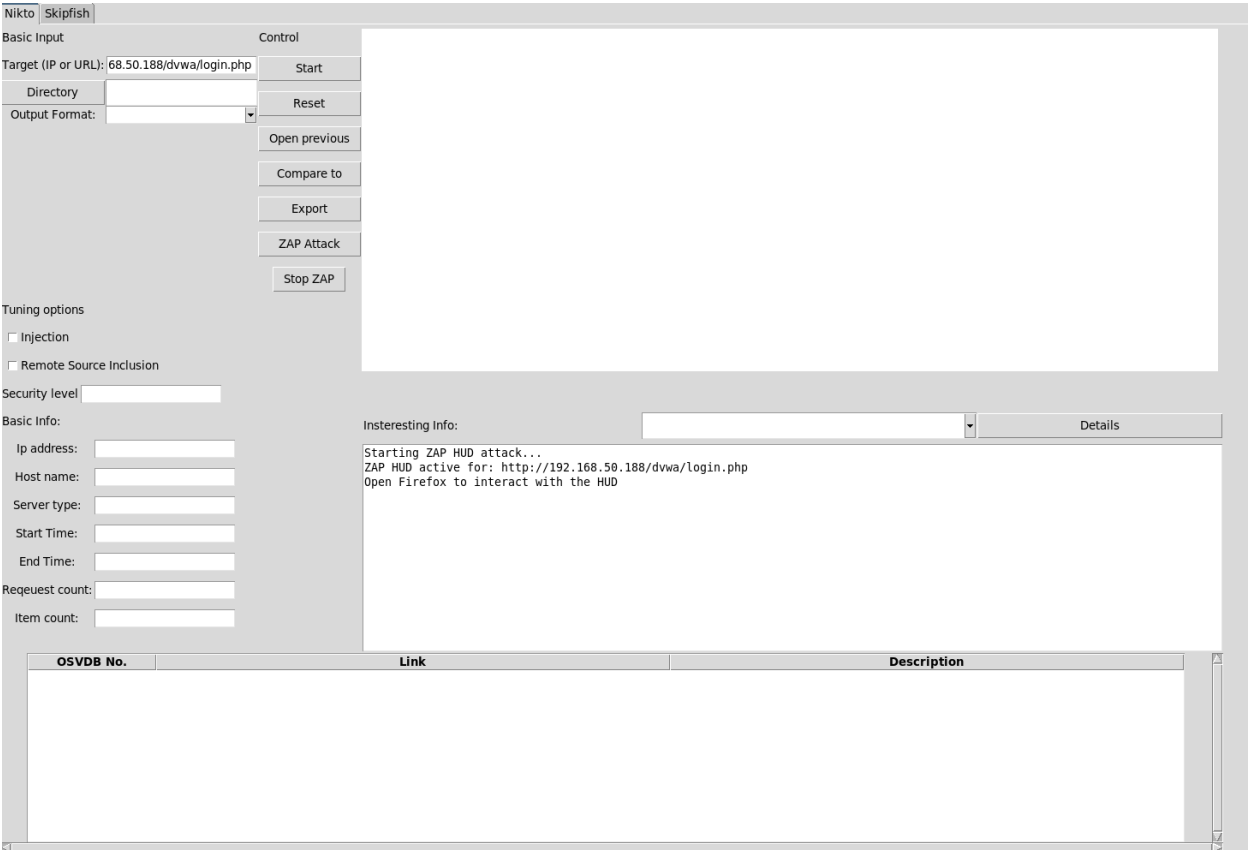 Nikto Skipfish
Basic Input
Control
Target (IP or URL): 68.50.188/dvwa/login.php
Start
Directory
Reset
Output Format:
Open previous
Compare to
Export
ZAP Attack
Stop ZAP
Tuning options
Injection
Remote Source Inclusion
Security level
Basic Info:
Insteresting Info:
Details
Ip address:
Host name:
Server type:
Start Time:
End Time:
Reqeuest count:
Item count:
Starting ZAP HUD attack...
ZAP HUD active for: http://192.168.50.188/dvwa/login.php
Open Firefox to interact with the HUD
OSVDB No. Link Description